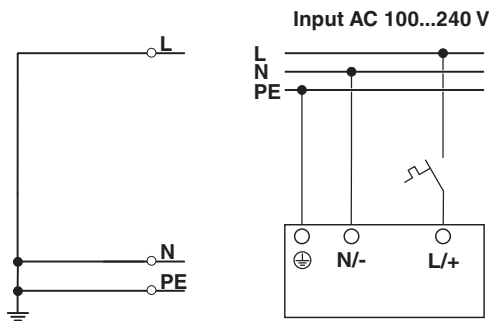 Input AC 100...240 V
L
L
N
PE
N
PE
N/-
L/+